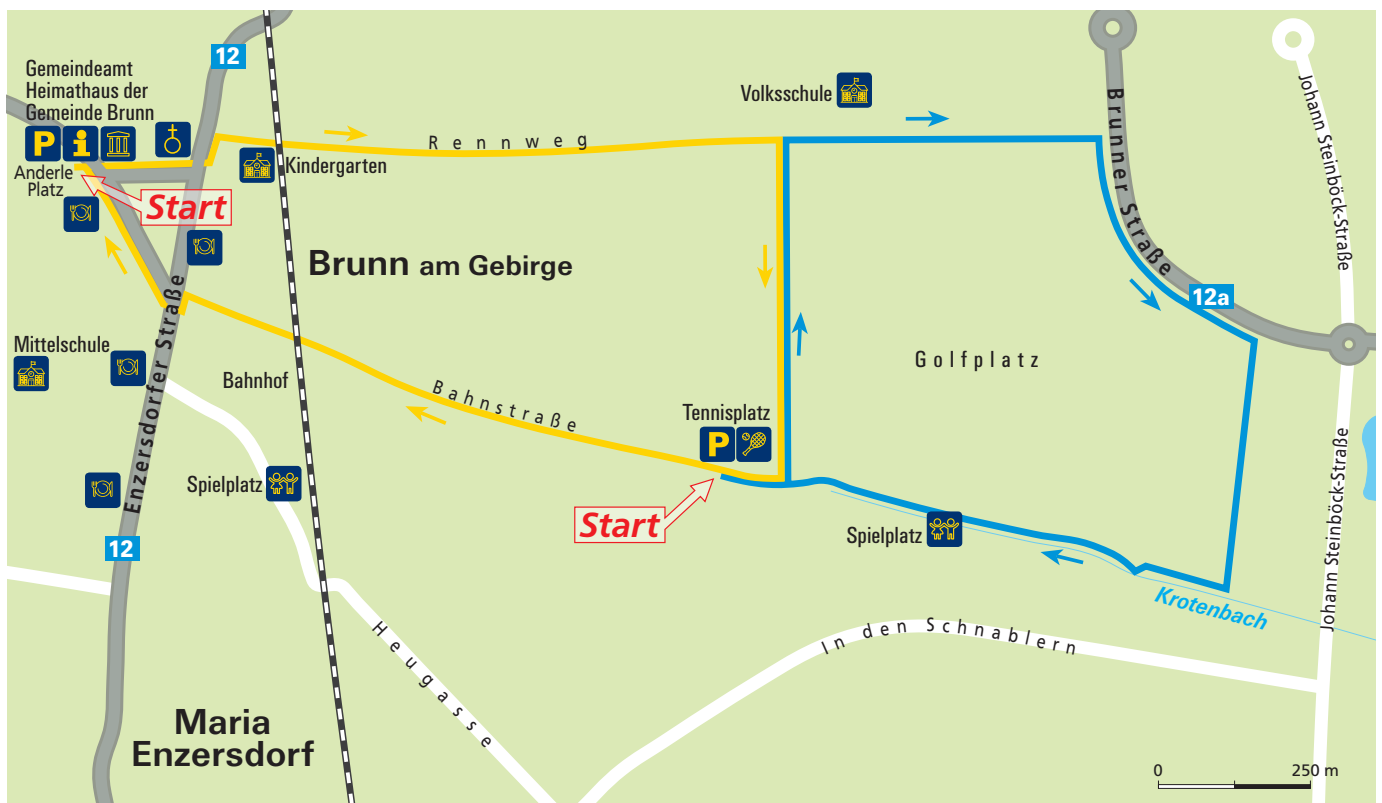 12
Gemeindeamt
Heimathaus der
Gemeinde Brunn
P
i
Anderle
Platz
Start
Kindergarten
Rennweg
Volksschule
Brunner Straße
12a
Johann Steinböck-Straße
Johann Steinböck-Straße
Brunn am Gebirge
Golfplatz
Mittelschule
Enzersdorfer Straße
Bahnhof
Bahnstraße
Tennisplatz
P
Spielplatz
Start
Spielplatz
12
Krotenbach
Heugasse
In den Schnablern
Maria
Enzersdorf
0 250 m